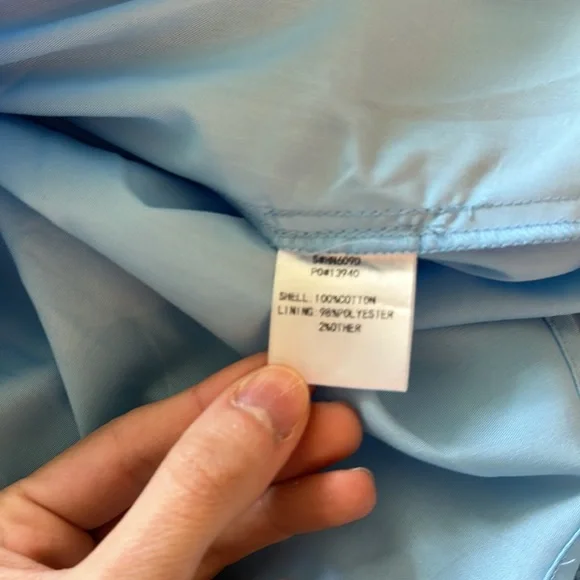 PO#13940
SHELL:100%COTTON
LINING:98%POLYESTER
2%OTHER